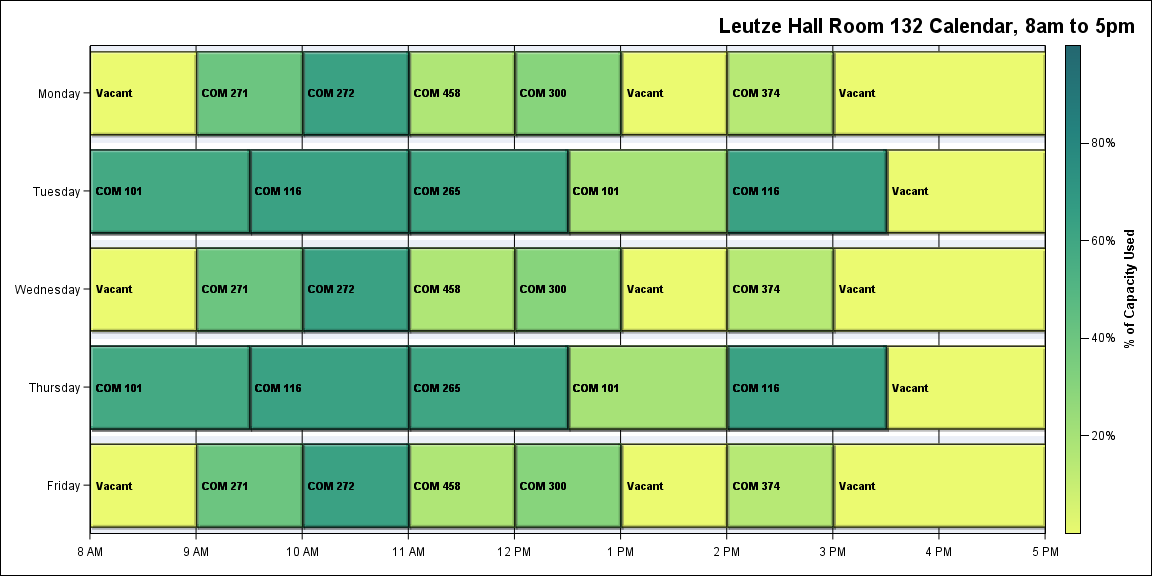 Leutze Hall Room 132 Calendar, 8am to 5pm
Monday
Vacant
COM 271
COM 272
COM 458
COM 300
Vacant
COM 374
Vacant
Tuesday
COM 101
COM 116
COM 265
COM 101
COM 116
Vacant
Wednesday
Vacant
COM 271
COM 272
COM 458
COM 300
Vacant
COM 374
Vacant
Thursday
COM 101
COM 116
COM 265
COM 101
COM 116
Vacant
Friday
Vacant
COM 271
COM 272
COM 458
COM 300
Vacant
COM 374
Vacant
8 AM
9 AM
10 AM
11 AM
12 PM
1 PM
2 PM
3 PM
4 PM
5 PM
80%
60%
40%
20%
% of Capacity Used